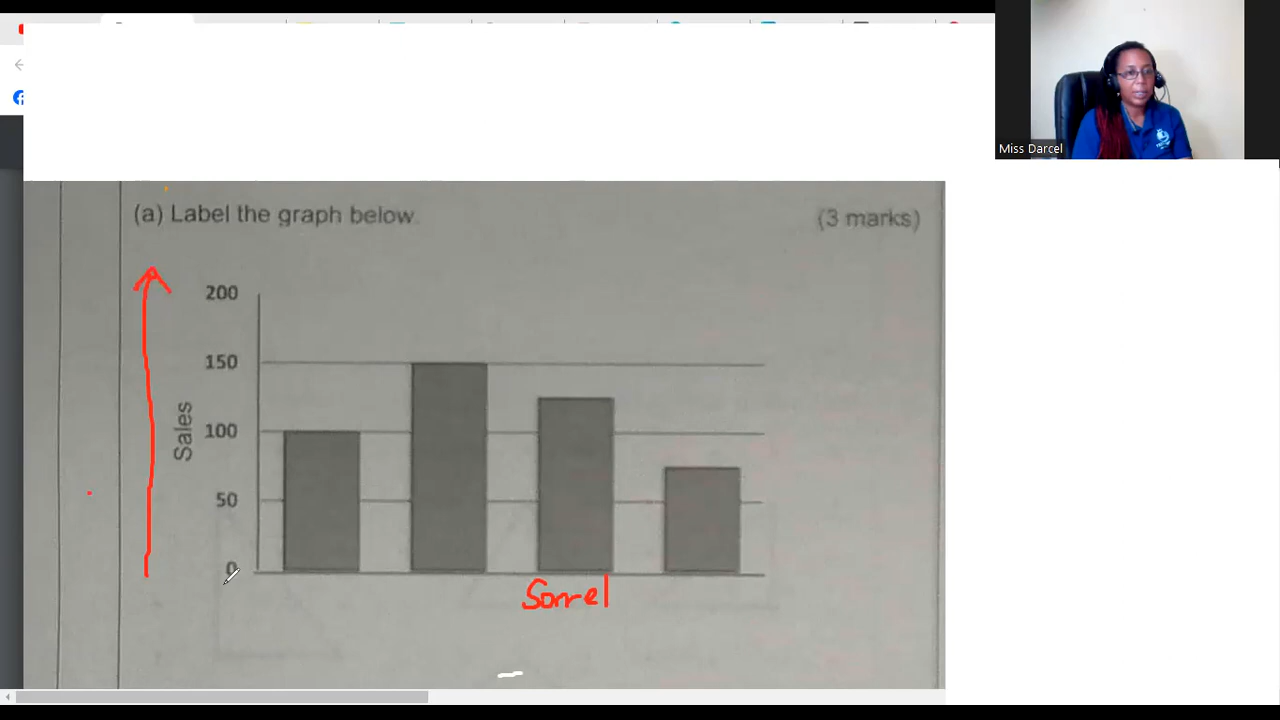 Miss Darcel
(a) Label the graph below.
(3 marks)
200
150
100
50
0
Sales
Sorrel